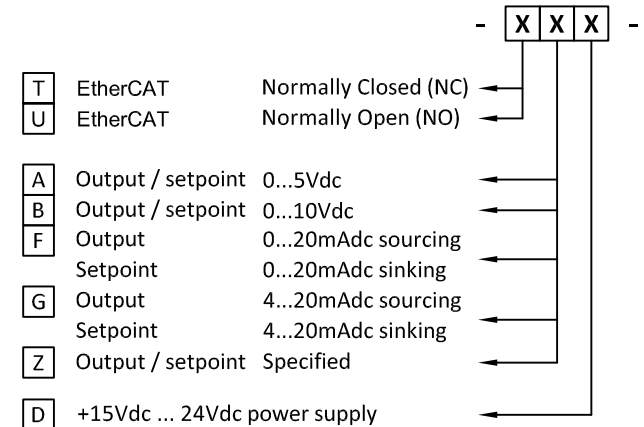 - X X X -
T EtherCAT Normally Closed (NC)
U EtherCAT Normally Open (NO)
A Output / setpoint 0...5Vdc
B Output / setpoint 0...10Vdc
F Output 0...20mAdc sourcing
Setpoint 0...20mAdc sinking
G Output 4...20mAdc sourcing
Setpoint 4...20mAdc sinking
Z Output / setpoint Specified
D +15Vdc ... 24Vdc power supply